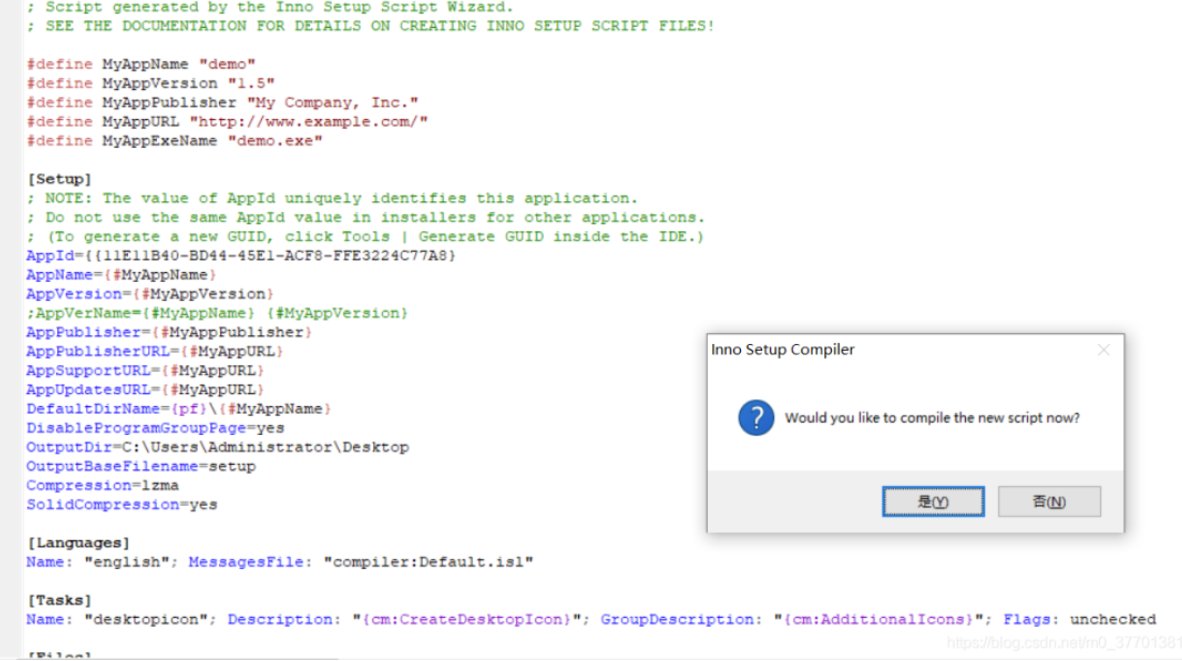 ; Script generated by the Inno Setup Script Wizard.
; SEE THE DOCUMENTATION FOR DETAILS ON CREATING INNO SETUP SCRIPT FILES!
#define MyAppName "demo"
#define MyAppVersion "1.5"
#define MyAppPublisher "My Company, Inc."
#define MyAppURL "http://www.example.com/"
#define MyAppExeName "demo.exe"
[Setup]
; NOTE: The value of AppId uniquely identifies this application.
; Do not use the same AppId value in installers for other applications.
; (To generate a new GUID, click Tools | Generate GUID inside the IDE.)
AppId={{11E11B40-BD44-45E1-ACF8-FFE3224C77A8}
AppName={#MyAppName}
AppVersion={#MyAppVersion}
;AppVerName={#MyAppName} {#MyAppVersion}
AppPublisher={#MyAppPublisher}
AppPublisherURL={#MyAppURL}
AppSupportURL={#MyAppURL}
AppUpdatesURL={#MyAppURL}
DefaultDirName={pf}\{#MyAppName}
DisableProgramGroupPage=yes
OutputDir=C:\Users\Administrator\Desktop
OutputBaseFilename=setup
Compression=lzma
SolidCompression=yes
[Languages]
Name: "english"; MessagesFile: "compiler:Default.isl"
[Tasks]
Name: "desktopicon"; Description: "{cm:CreateDesktopIcon}"; GroupDescription: "{cm:AdditionalIcons}"; Flags: unchecked
[Files]
Inno Setup Compiler
Would you like to compile the new script now?
是(Y)
否(N)
https://blog.csdn.net/m0_37701381